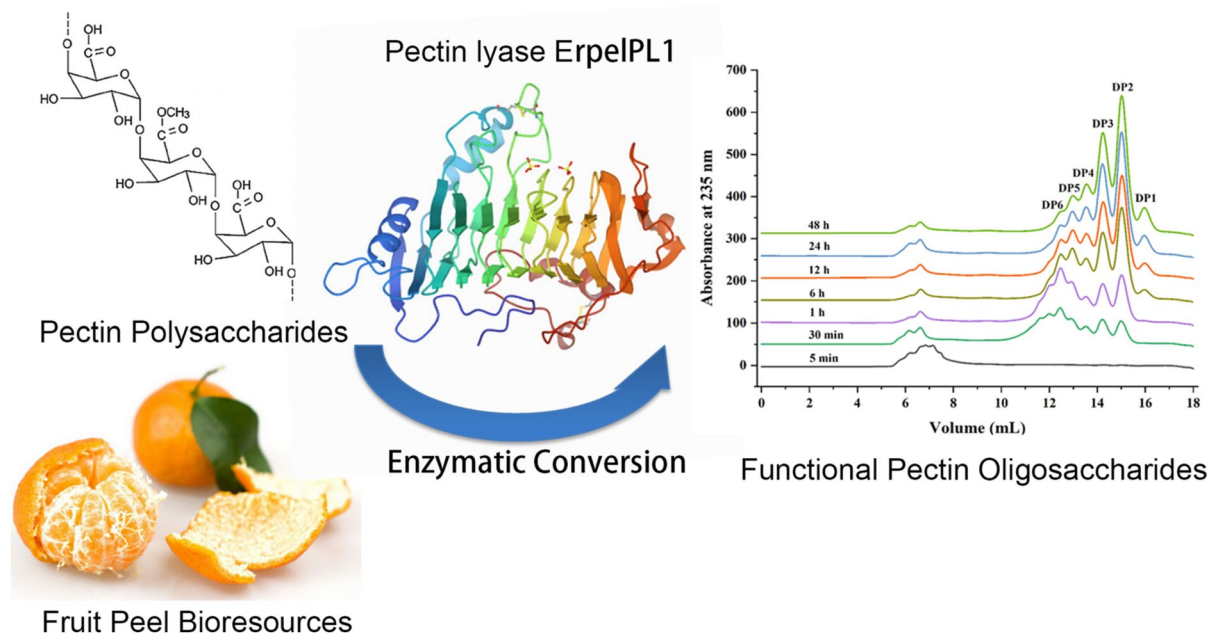 OH
C=O
O
O
HO
OH
O
OCH3
C=O
O
HO
OH
O
OH
C=O
O
HO
OH
O
Pectin Polysaccharides
Fruit Peel Bioresources
Pectin lyase ErpelPL1
Enzymatic Conversion
Absorbance at 235 nm
700
600
500
400
300
200
100
0
48 h
24 h
12 h
6 h
1 h
30 min
5 min
DP6
DP5
DP4
DP3
DP2
DP1
0 2 4 6 8 10 12 14 16 18
Volume (mL)
Functional Pectin Oligosaccharides